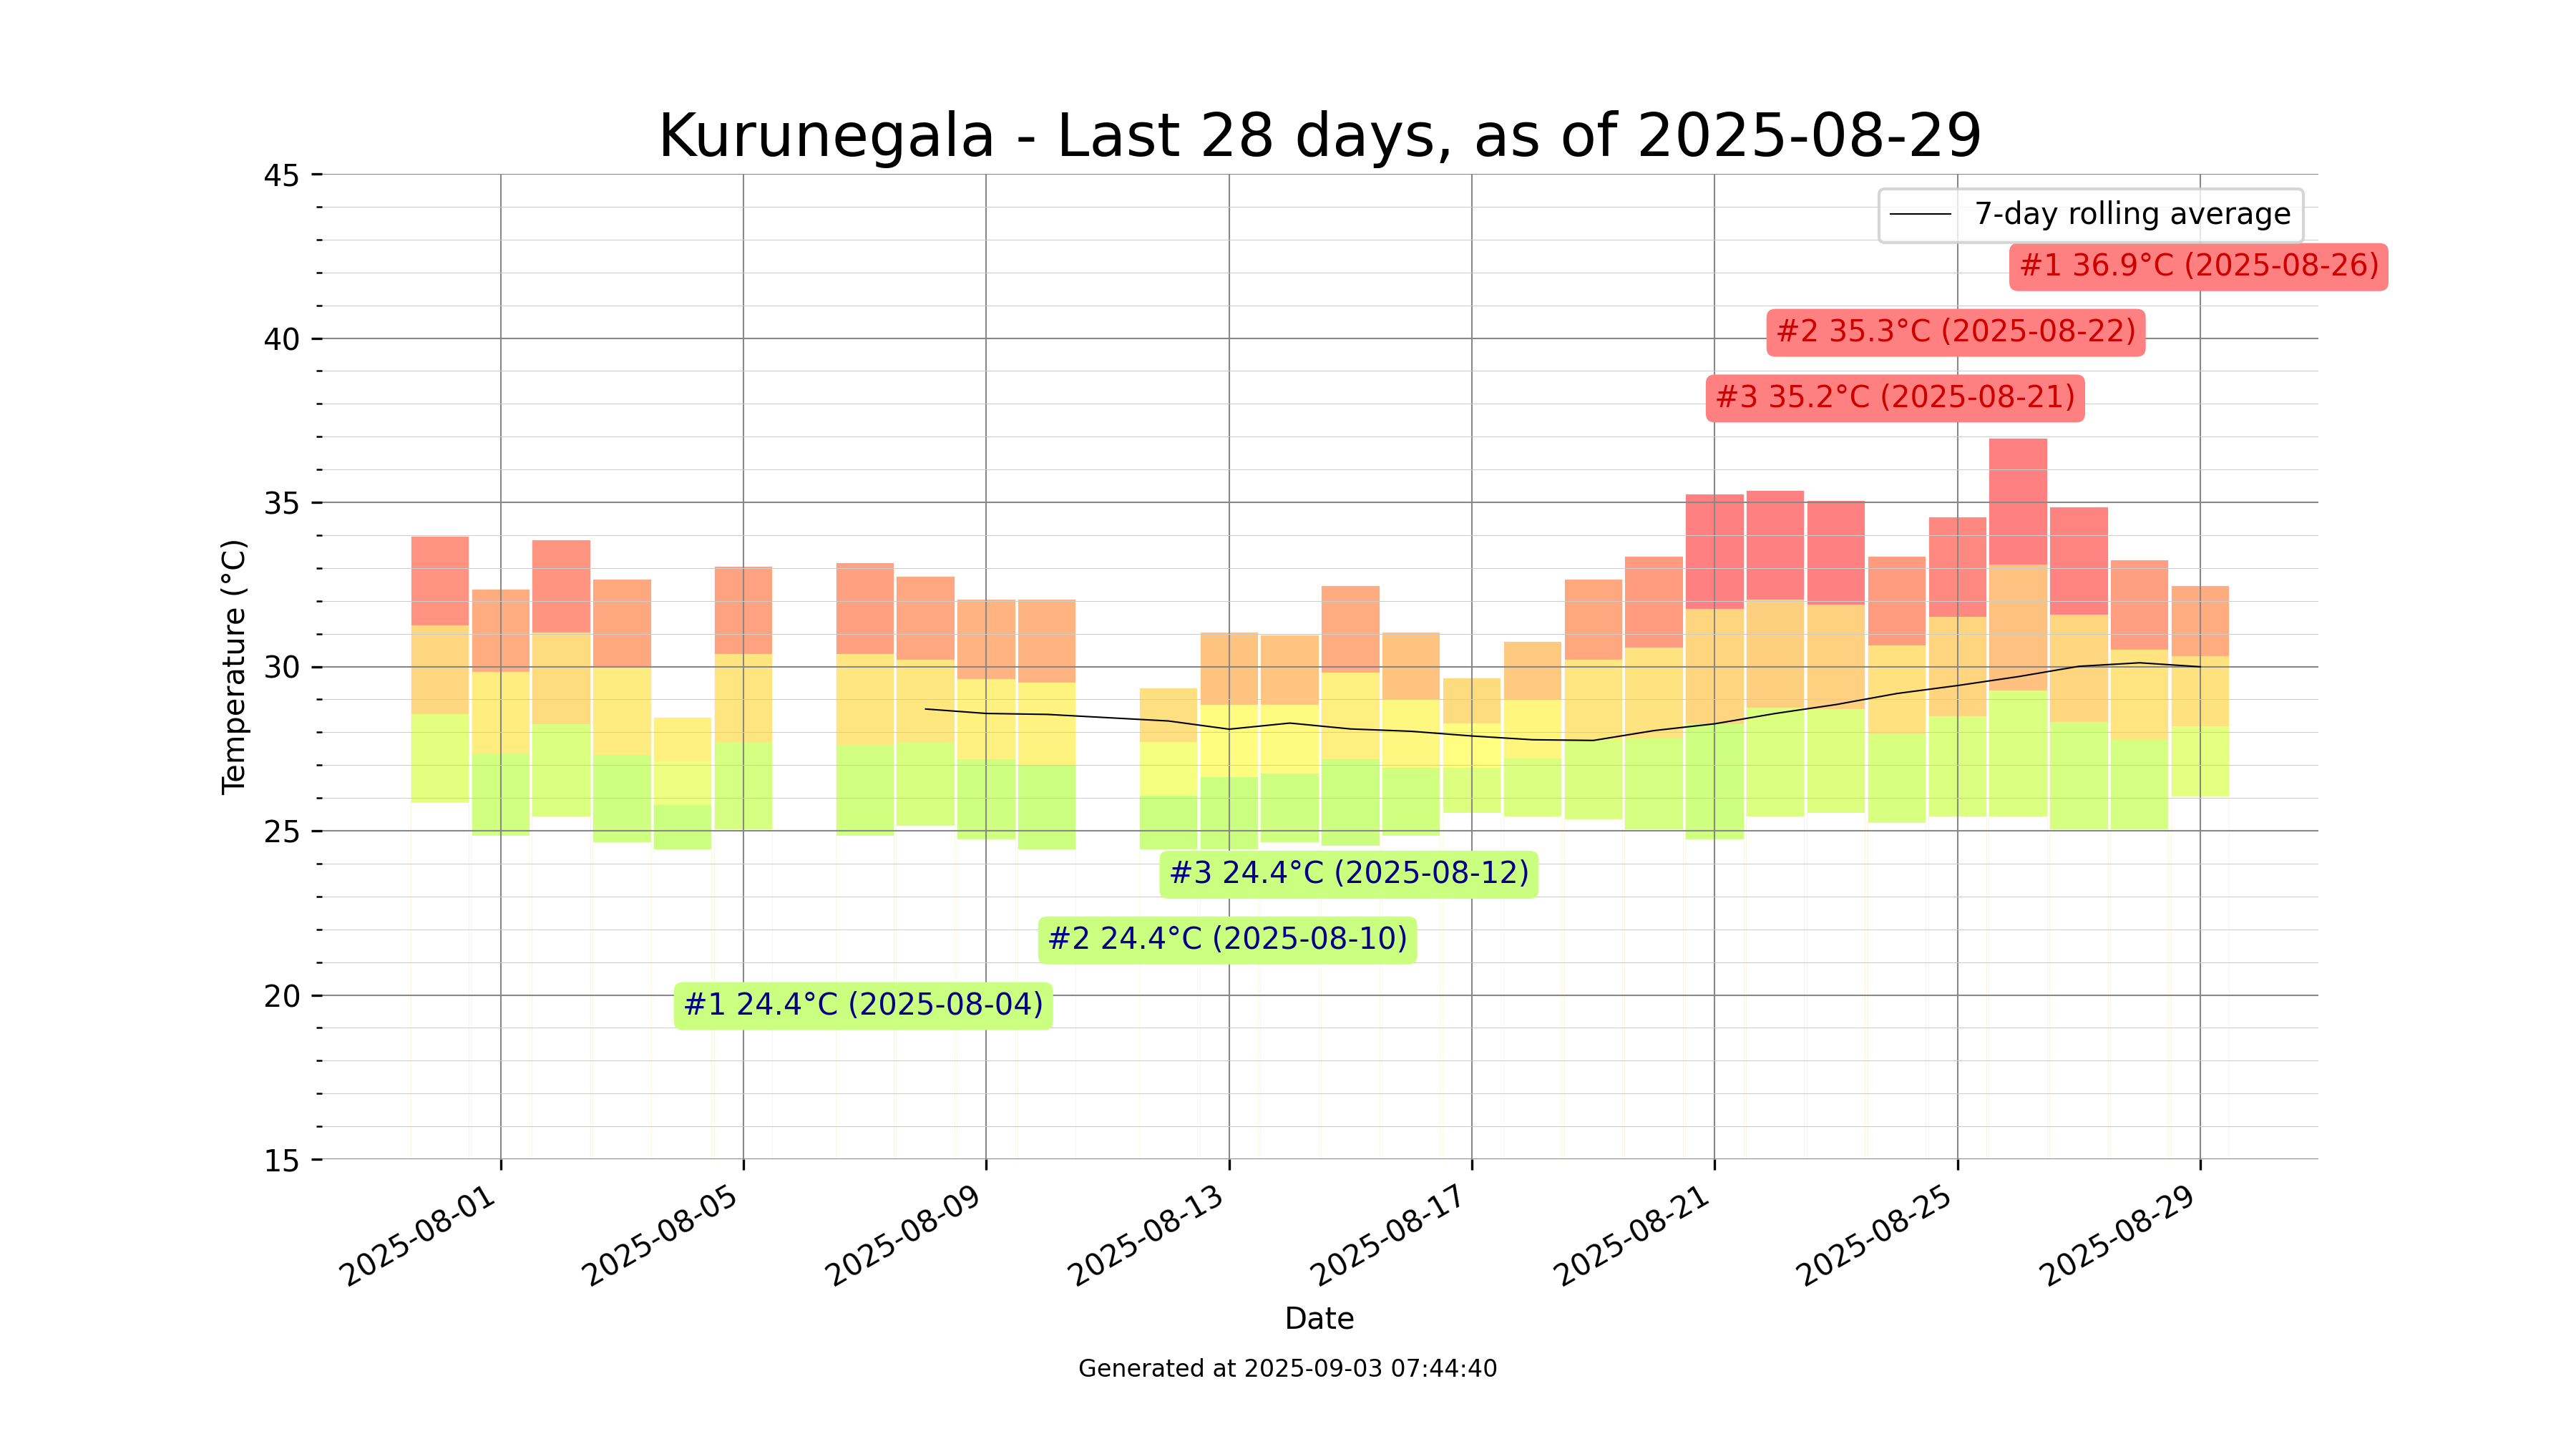 Kurunegala - Last 28 days, as of 2025-08-29
45
40
35
30
25
20
15
Temperature (°C)
7-day rolling average
#1 36.9°C (2025-08-26)
#2 35.3°C (2025-08-22)
#3 35.2°C (2025-08-21)
#3 24.4°C (2025-08-12)
#2 24.4°C (2025-08-10)
#1 24.4°C (2025-08-04)
2025-08-01
2025-08-05
2025-08-09
2025-08-13
2025-08-17
2025-08-21
2025-08-25
2025-08-29
Date
Generated at 2025-09-03 07:44:40